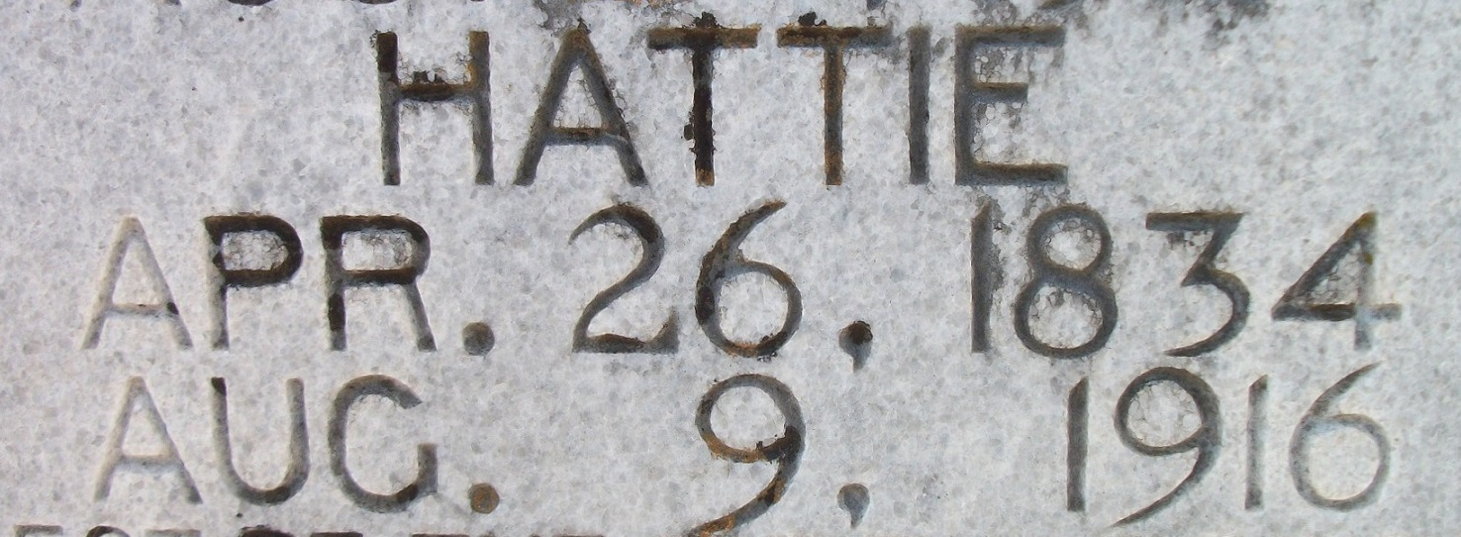 HATTIE
APR. 26, 1834
AUG. 9, 1916